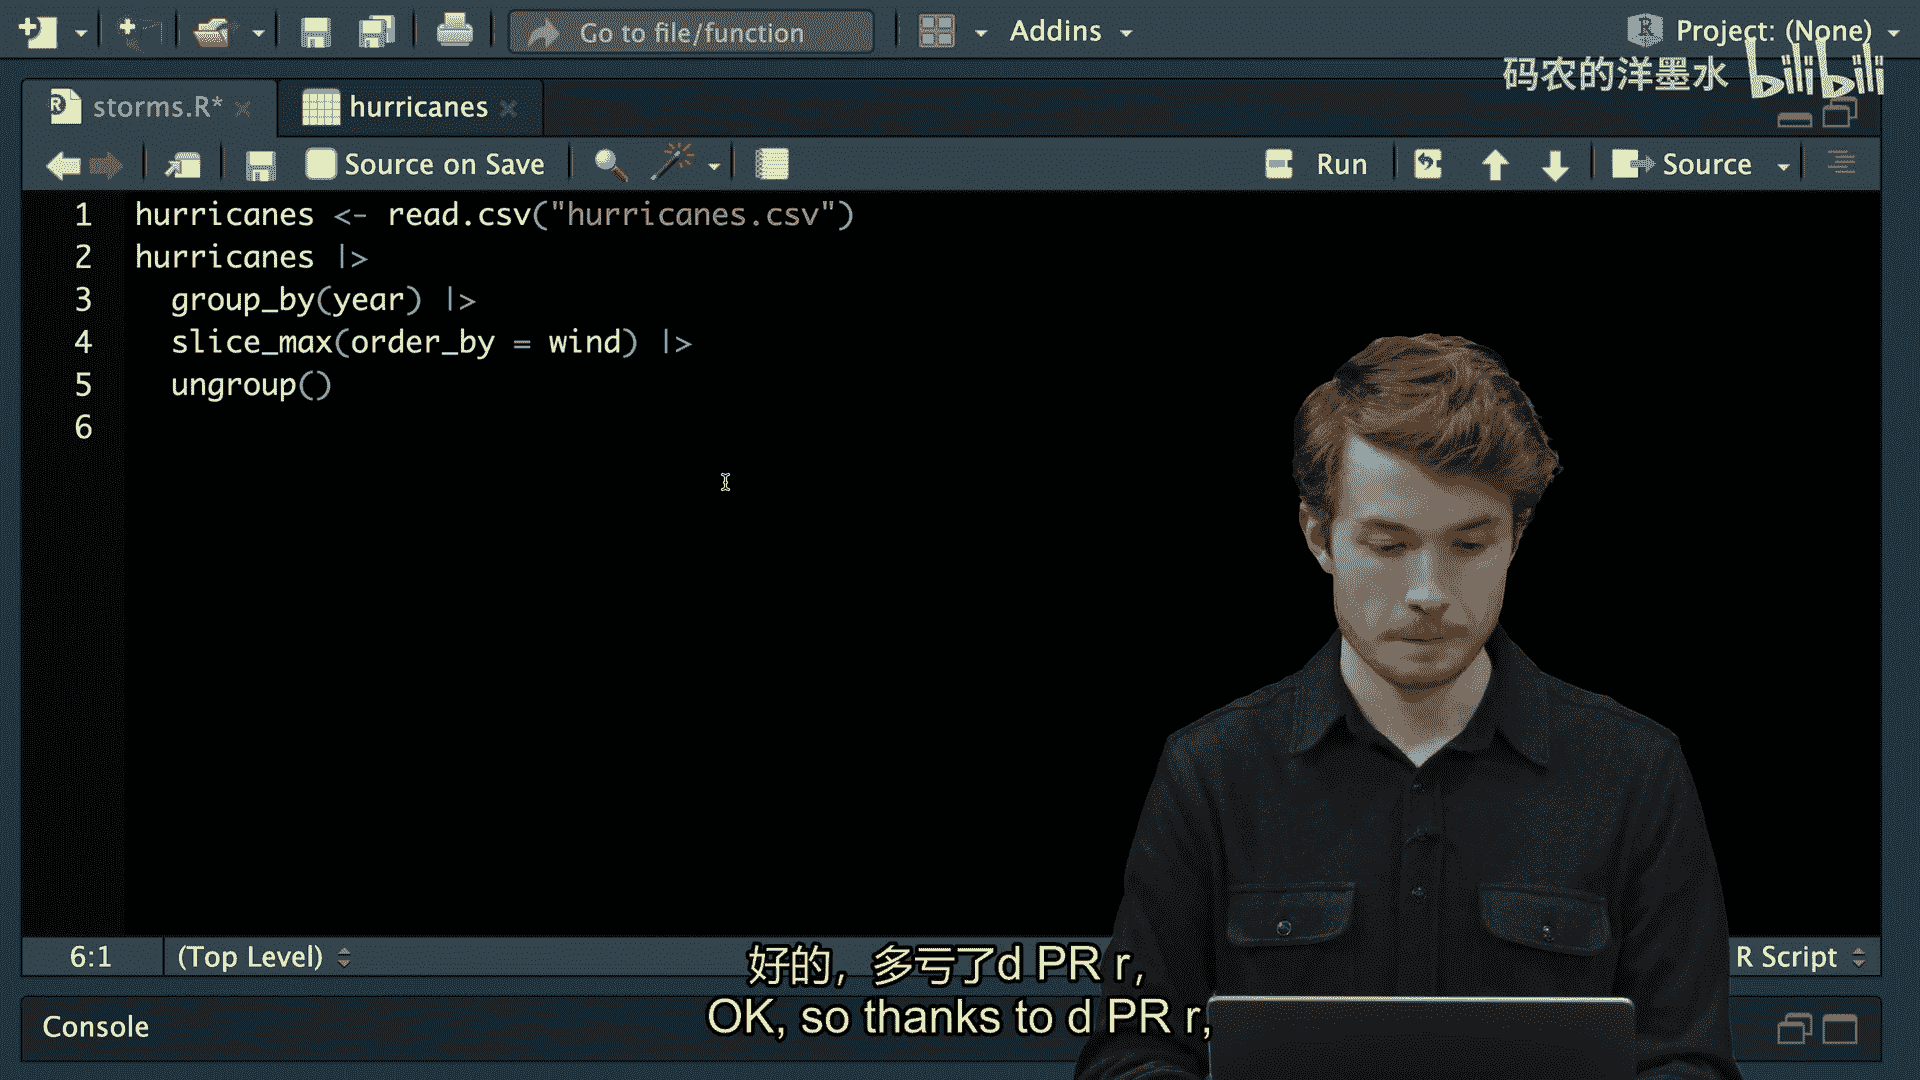 Go to file/function
Addins
Project: (None)
码农的洋墨水 bilibili
storms.R*
hurricanes
Source on Save
Run
Source
1 hurricanes <- read.csv("hurricanes.csv")
2 hurricanes |>
3 group_by(year) |>
4 slice_max(order_by = wind) |>
5 ungroup()
6
6:1
(Top Level)
R Script
好的，多亏了d PR r,
OK, so thanks to d PR r,
Console